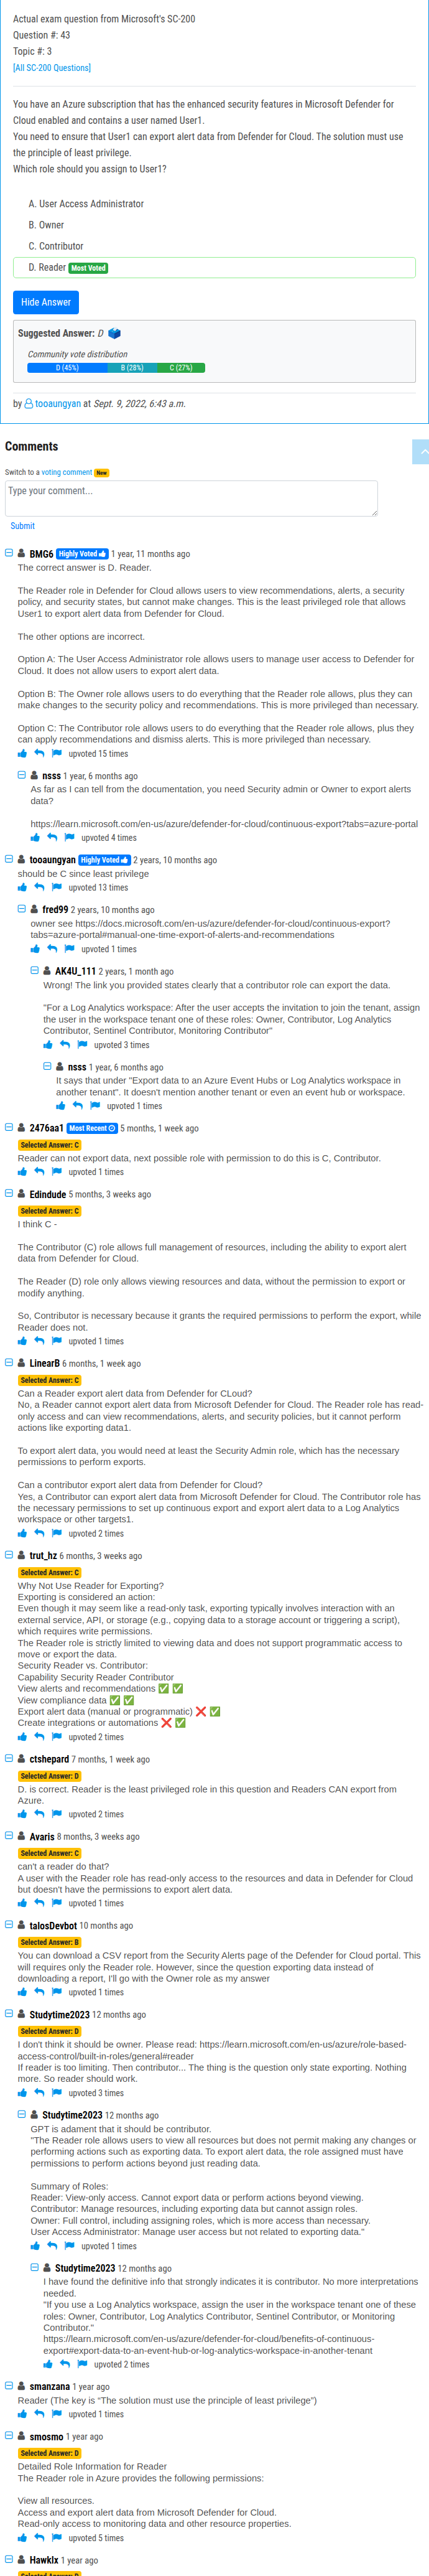 Actual exam question from Microsoft's SC-200
Question #: 43
Topic #: 3
[All SC-200 Questions]
You have an Azure subscription that has the enhanced security features in Microsoft Defender for
Cloud enabled and contains a user named User1.
You need to ensure that User1 can export alert data from Defender for Cloud. The solution must use
the principle of least privilege.
Which role should you assign to User1?
A. User Access Administrator
B. Owner
C. Contributor
D. Reader Most Voted
Hide Answer
Suggested Answer: D
Community vote distribution
D (45%) B (28%) C (27%)
by tooaungyan at Sept. 9, 2022, 6:43 a.m.
Comments
Switch to a voting comment New
Type your comment...
Submit
BMG6 Highly Voted 1 year, 11 months ago
The correct answer is D. Reader.
The Reader role in Defender for Cloud allows users to view recommendations, alerts, a security
policy, and security states, but cannot make changes. This is the least privileged role that allows
User1 to export alert data from Defender for Cloud.
The other options are incorrect.
Option A: The User Access Administrator role allows users to manage user access to Defender for
Cloud. It does not allow users to export alert data.
Option B: The Owner role allows users to do everything that the Reader role allows, plus they can
make changes to the security policy and recommendations. This is more privileged than necessary.
Option C: The Contributor role allows users to do everything that the Reader role allows, plus they
can apply recommendations and dismiss alerts. This is more privileged than necessary.
upvoted 15 times
nsss 1 year, 6 months ago
As far as I can tell from the documentation, you need Security admin or Owner to export alerts
data?
https://learn.microsoft.com/en-us/azure/defender-for-cloud/continuous-export?tabs=azure-portal
upvoted 4 times
tooaungyan Highly Voted 2 years, 10 months ago
should be C since least privilege
upvoted 13 times
fred99 2 years, 10 months ago
owner see https://docs.microsoft.com/en-us/azure/defender-for-cloud/continuous-export?
tabs=azure-portal#manual-one-time-export-of-alerts-and-recommendations
upvoted 1 times
AK4U_111 2 years, 1 month ago
Wrong! The link you provided states clearly that a contributor role can export the data.
"For a Log Analytics workspace: After the user accepts the invitation to join the tenant, assign
the user in the workspace tenant one of these roles: Owner, Contributor, Log Analytics
Contributor, Sentinel Contributor, Monitoring Contributor"
upvoted 3 times
nsss 1 year, 6 months ago
It says that under "Export data to an Azure Event Hubs or Log Analytics workspace in
another tenant". It doesn't mention another tenant or even an event hub or workspace.
upvoted 1 times
2476aa1 Most Recent 5 months, 1 week ago
Selected Answer: C
Reader can not export data, next possible role with permission to do this is C, Contributor.
upvoted 1 times
Edindude 5 months, 3 weeks ago
Selected Answer: C
I think C -
The Contributor (C) role allows full management of resources, including the ability to export alert
data from Defender for Cloud.
The Reader (D) role only allows viewing resources and data, without the permission to export or
modify anything.
So, Contributor is necessary because it grants the required permissions to perform the export, while
Reader does not.
upvoted 1 times
LinearB 6 months, 1 week ago
Selected Answer: C
Can a Reader export alert data from Defender for CLoud?
No, a Reader cannot export alert data from Microsoft Defender for Cloud. The Reader role has read-
only access and can view recommendations, alerts, and security policies, but it cannot perform
actions like exporting data1.
To export alert data, you would need at least the Security Admin role, which has the necessary
permissions to perform exports.
Can a contributor export alert data from Defender for Cloud?
Yes, a Contributor can export alert data from Microsoft Defender for Cloud. The Contributor role has
the necessary permissions to set up continuous export and export alert data to a Log Analytics
workspace or other targets1.
upvoted 2 times
trut_hz 6 months, 3 weeks ago
Selected Answer: C
Why Not Use Reader for Exporting?
Exporting is considered an action:
Even though it may seem like a read-only task, exporting typically involves interaction with an
external service, API, or storage (e.g., copying data to a storage account or triggering a script),
which requires write permissions.
The Reader role is strictly limited to viewing data and does not support programmatic access to
move or export the data.
Security Reader vs. Contributor:
Capability Security Reader Contributor
View alerts and recommendations ✅ ✅
View compliance data ✅ ✅
Export alert data (manual or programmatic) ❌ ✅
Create integrations or automations ❌ ✅
upvoted 2 times
ctshepard 7 months, 1 week ago
Selected Answer: D
D. is correct. Reader is the least privileged role in this question and Readers CAN export from
Azure.
upvoted 2 times
Avaris 8 months, 3 weeks ago
Selected Answer: C
can't a reader do that?
A user with the Reader role has read-only access to the resources and data in Defender for Cloud
but doesn't have the permissions to export alert data.
upvoted 1 times
talosDevbot 10 months ago
Selected Answer: B
You can download a CSV report from the Security Alerts page of the Defender for Cloud portal. This
will requires only the Reader role. However, since the question exporting data instead of
downloading a report, I'll go with the Owner role as my answer
upvoted 1 times
Studytime2023 12 months ago
Selected Answer: D
I don't think it should be owner. Please read: https://learn.microsoft.com/en-us/azure/role-based-
access-control/built-in-roles/general#reader
If reader is too limiting. Then contributor... The thing is the question only state exporting. Nothing
more. So reader should work.
upvoted 3 times
Studytime2023 12 months ago
GPT is adament that it should be contributor.
"The Reader role allows users to view all resources but does not permit making any changes or
performing actions such as exporting data. To export alert data, the role assigned must have
permissions to perform actions beyond just reading data.
Summary of Roles:
Reader: View-only access. Cannot export data or perform actions beyond viewing.
Contributor: Manage resources, including exporting data but cannot assign roles.
Owner: Full control, including assigning roles, which is more access than necessary.
User Access Administrator: Manage user access but not related to exporting data."
upvoted 1 times
Studytime2023 12 months ago
I have found the definitive info that strongly indicates it is contributor. No more interpretations
needed.
"If you use a Log Analytics workspace, assign the user in the workspace tenant one of these
roles: Owner, Contributor, Log Analytics Contributor, Sentinel Contributor, or Monitoring
Contributor."
https://learn.microsoft.com/en-us/azure/defender-for-cloud/benefits-of-continuous-
export#export-data-to-an-event-hub-or-log-analytics-workspace-in-another-tenant
upvoted 2 times
smanzana 1 year ago
Reader (The key is "The solution must use the principle of least privilege")
upvoted 1 times
smosmo 1 year ago
Selected Answer: D
Detailed Role Information for Reader
The Reader role in Azure provides the following permissions:
View all resources.
Access and export alert data from Microsoft Defender for Cloud.
Read-only access to monitoring data and other resource properties.
upvoted 5 times
Hawklx 1 year ago
Selected Answer: D